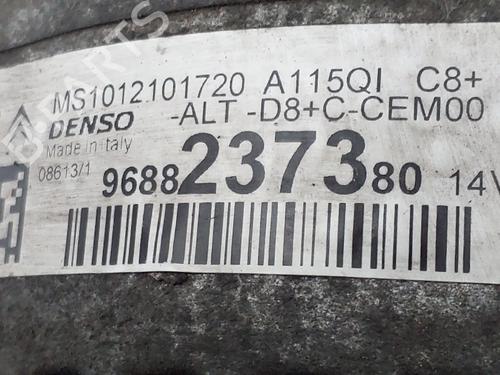 MS1012101720 A115QI C8+
DENSO -ALT -D8+C-CEM00
Made in Italy
08613/1
9688237380 14V